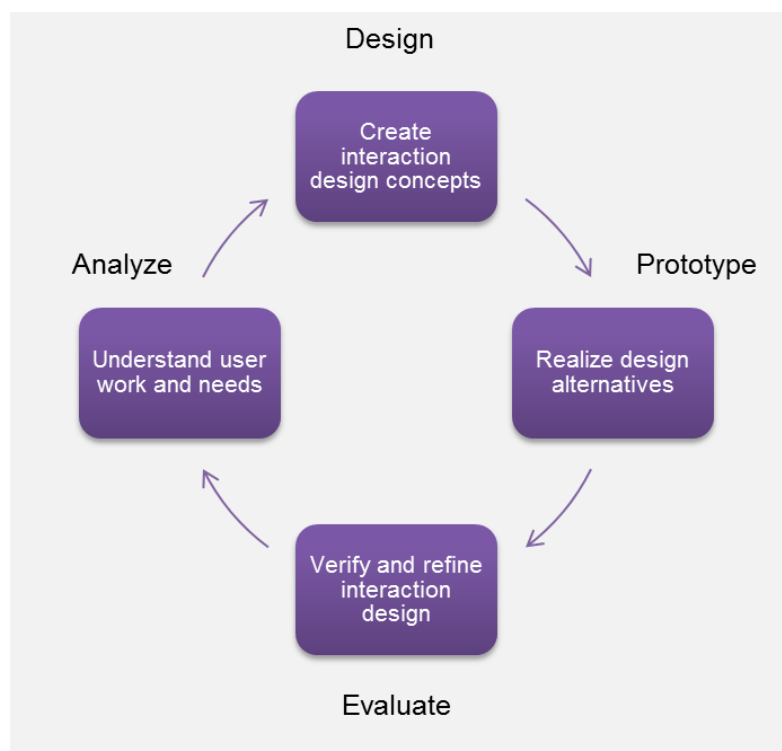 Design
Create
interaction
design concepts
Analyze
Prototype
Understand user
work and needs
Realize design
alternatives
Verify and refine
interaction
design
Evaluate